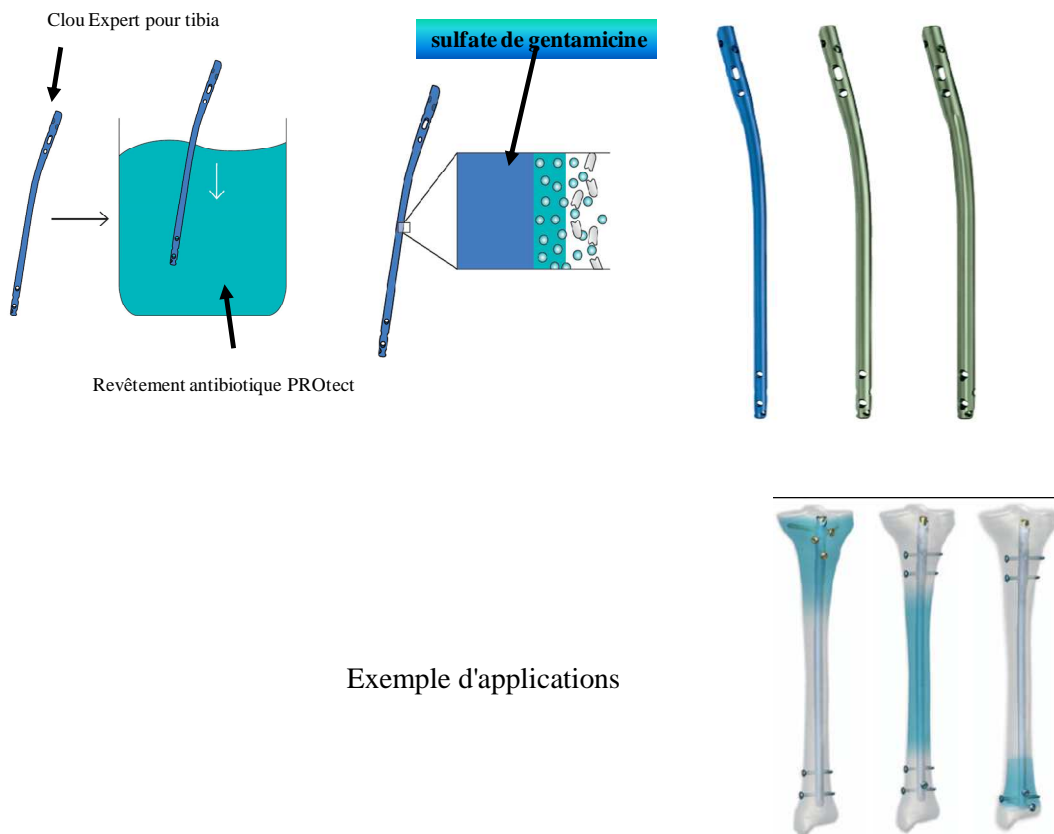 Clou Expert pour tibia
sulfate de gentamicine
Revêtement antibiotique PROtect
Exemple d'applications